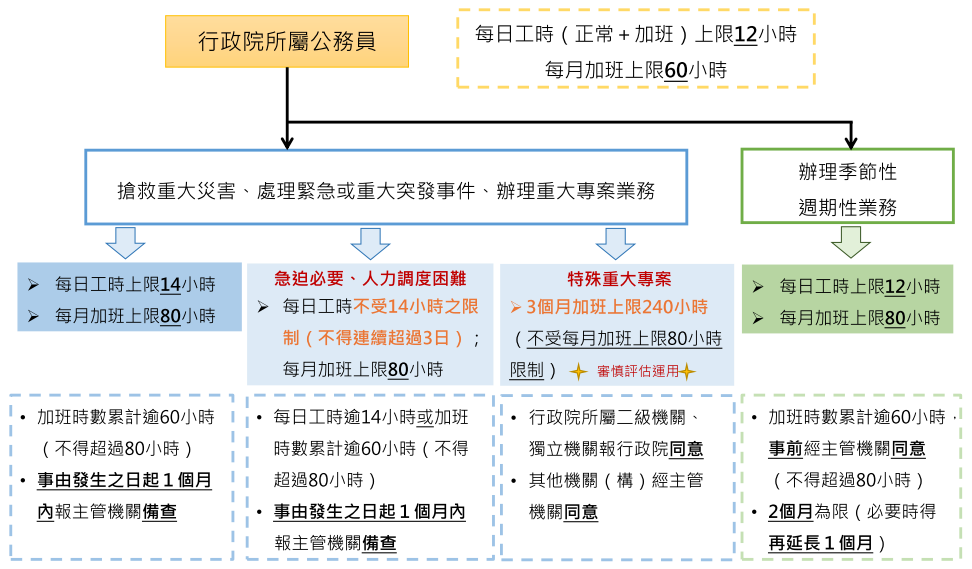 行政院所屬公務員
每日工時（正常＋加班）上限12小時
每月加班上限60小時
搶救重大災害、處理緊急或重大突發事件、辦理重大專案業務
辦理季節性
週期性業務
➤ 每日工時上限14小時
➤ 每月加班上限80小時
急迫必要、人力調度困難
➤ 每日工時不受14小時之限
制（不得連續超過3日）；
每月加班上限80小時
特殊重大專案
➤3個月加班上限240小時
（不受每月加班上限80小時
限制） 審慎評估運用
➤ 每日工時上限12小時
➤ 每月加班上限80小時
• 加班時數累計逾60小時
（不得超過80小時）
• 事由發生之日起１個月
內報主管機關備查
• 每日工時逾14小時或加班
時數累計逾60小時（不得
超過80小時）
• 事由發生之日起１個月內
報主管機關備查
• 行政院所屬二級機關、
獨立機關報行政院同意
• 其他機關（構）經主管
機關同意
• 加班時數累計逾60小時，
事前經主管機關同意
（不得超過80小時）
• 2個月為限（必要時得
再延長１個月）